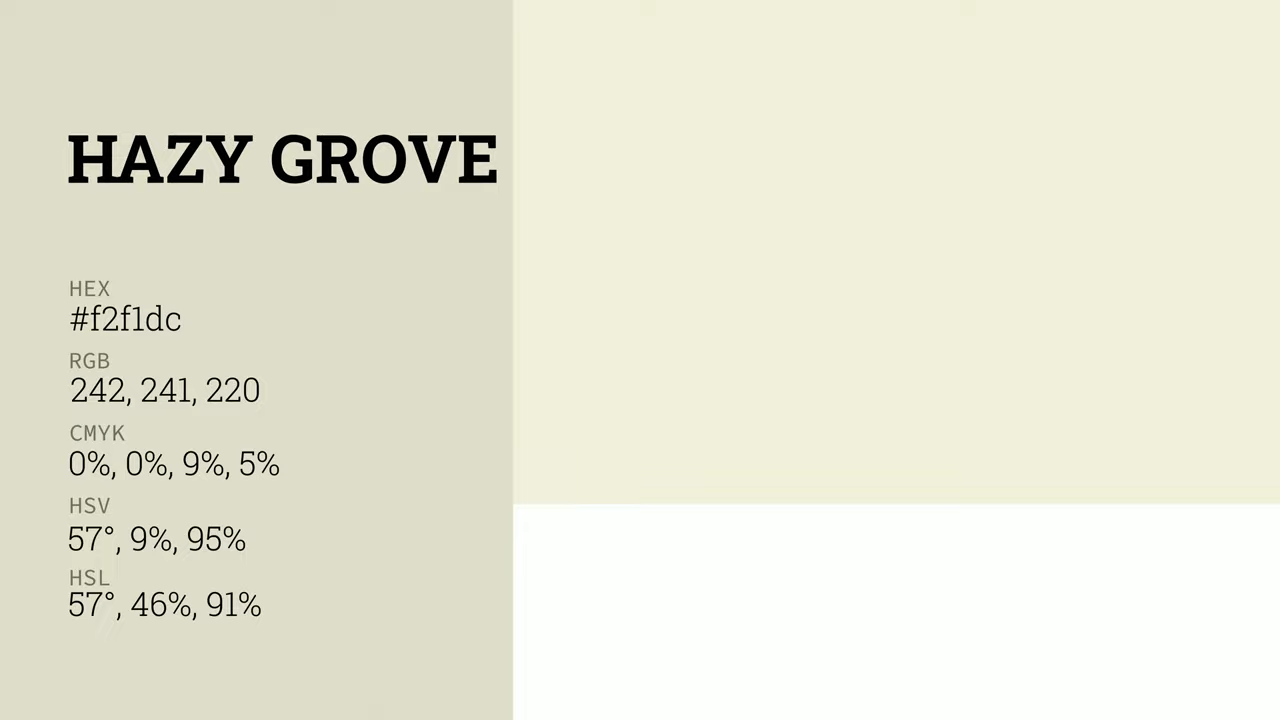 HAZY GROVE
HEX
#f2f1dc
RGB
242, 241, 220
CMYK
0%, 0%, 9%, 5%
HSV
57°, 9%, 95%
HSL
57°, 46%, 91%